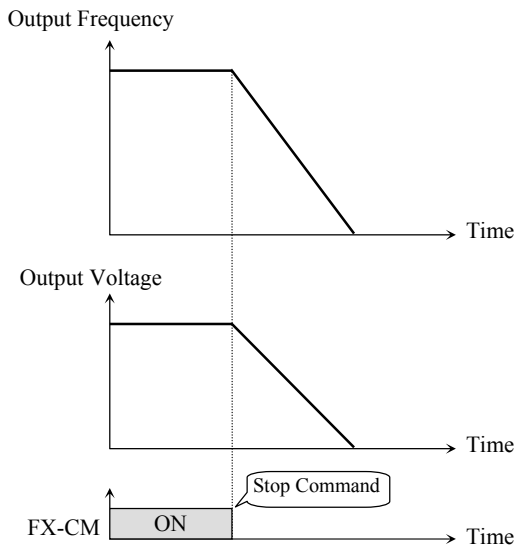 Output Frequency
Time
Output Voltage
Time
Stop Command
FX-CM
ON
Time